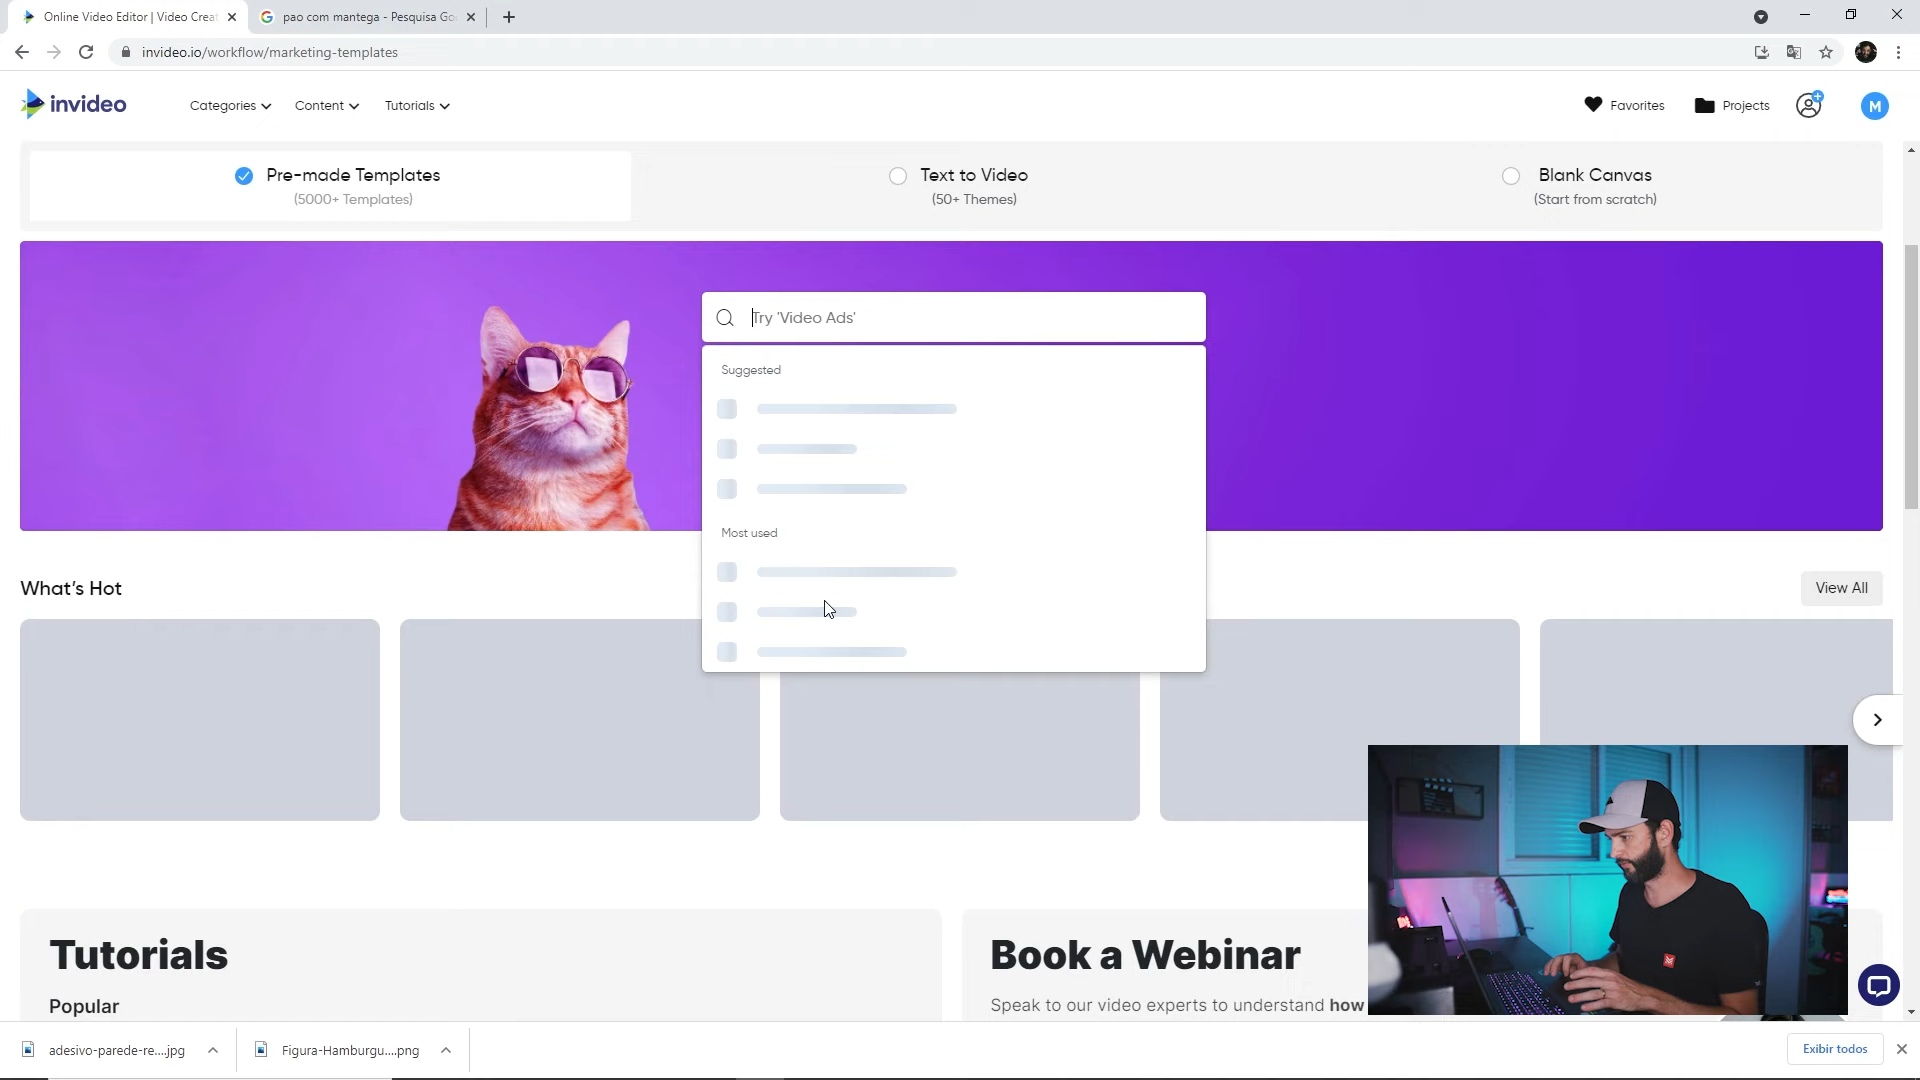 Online Video Editor | Video Creat
pao com mantega - Pesquisa Go
invideo.io/workflow/marketing-templates
invideo
Categories
Content
Tutorials
Favorites
Projects
M
Pre-made Templates
(5000+ Templates)
Text to Video
(50+ Themes)
Blank Canvas
(Start from scratch)
Try 'Video Ads'
Suggested
Most used
What's Hot
View All
Tutorials
Popular
Book a Webinar
Speak to our video experts to understand how
adesivo-parede-re....jpg
Figura-Hamburgu....png
Exibir todos